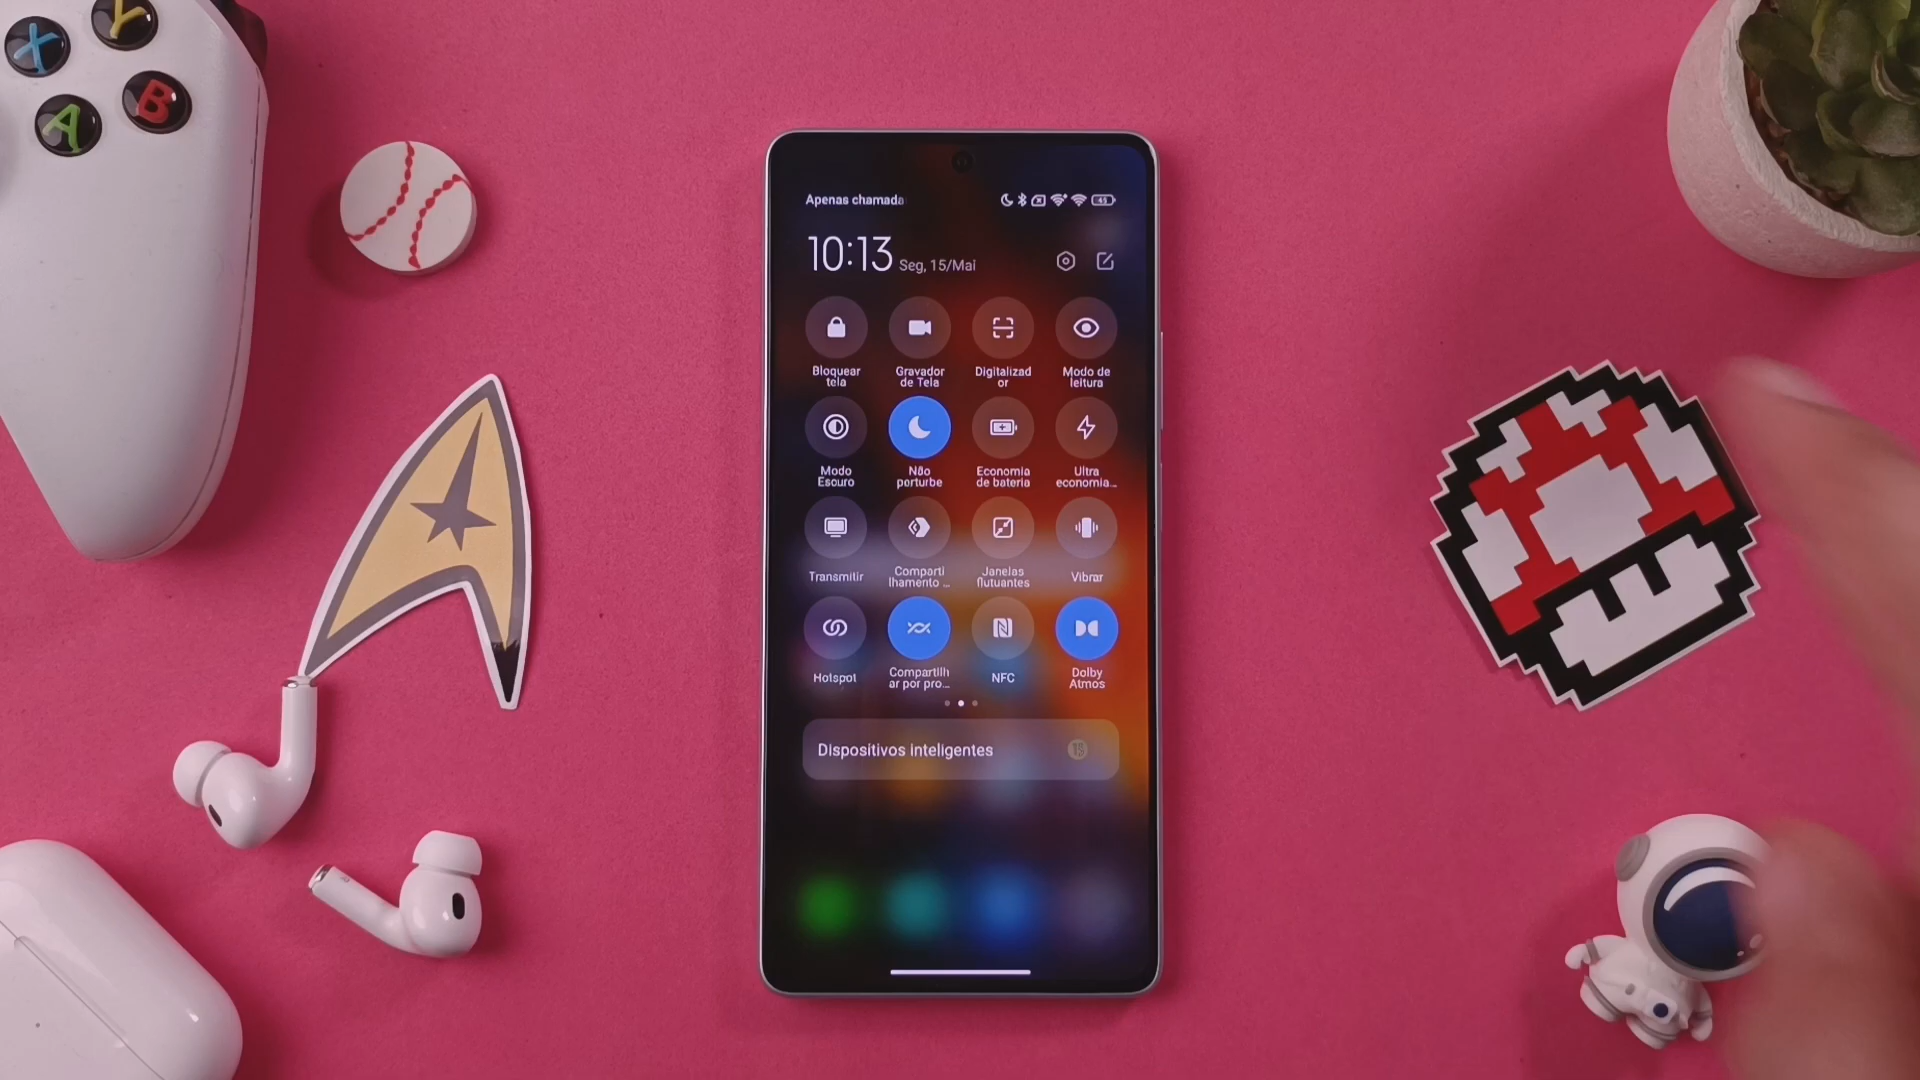 X
Y
A
B
Apenas chamada
45
10:13 Seg, 15/Mai
Bloquear
tela
Gravador
de Tela
Digitalizad
or
Modo de
leitura
Modo
Escuro
Não
perturbe
Economia
de bateria
Ultra
economia...
Transmitir
Comparti
lhamento ...
Janelas
flutuantes
Vibrar
Hotspot
Compartilh
ar por pro...
NFC
Dolby
Atmos
Dispositivos inteligentes